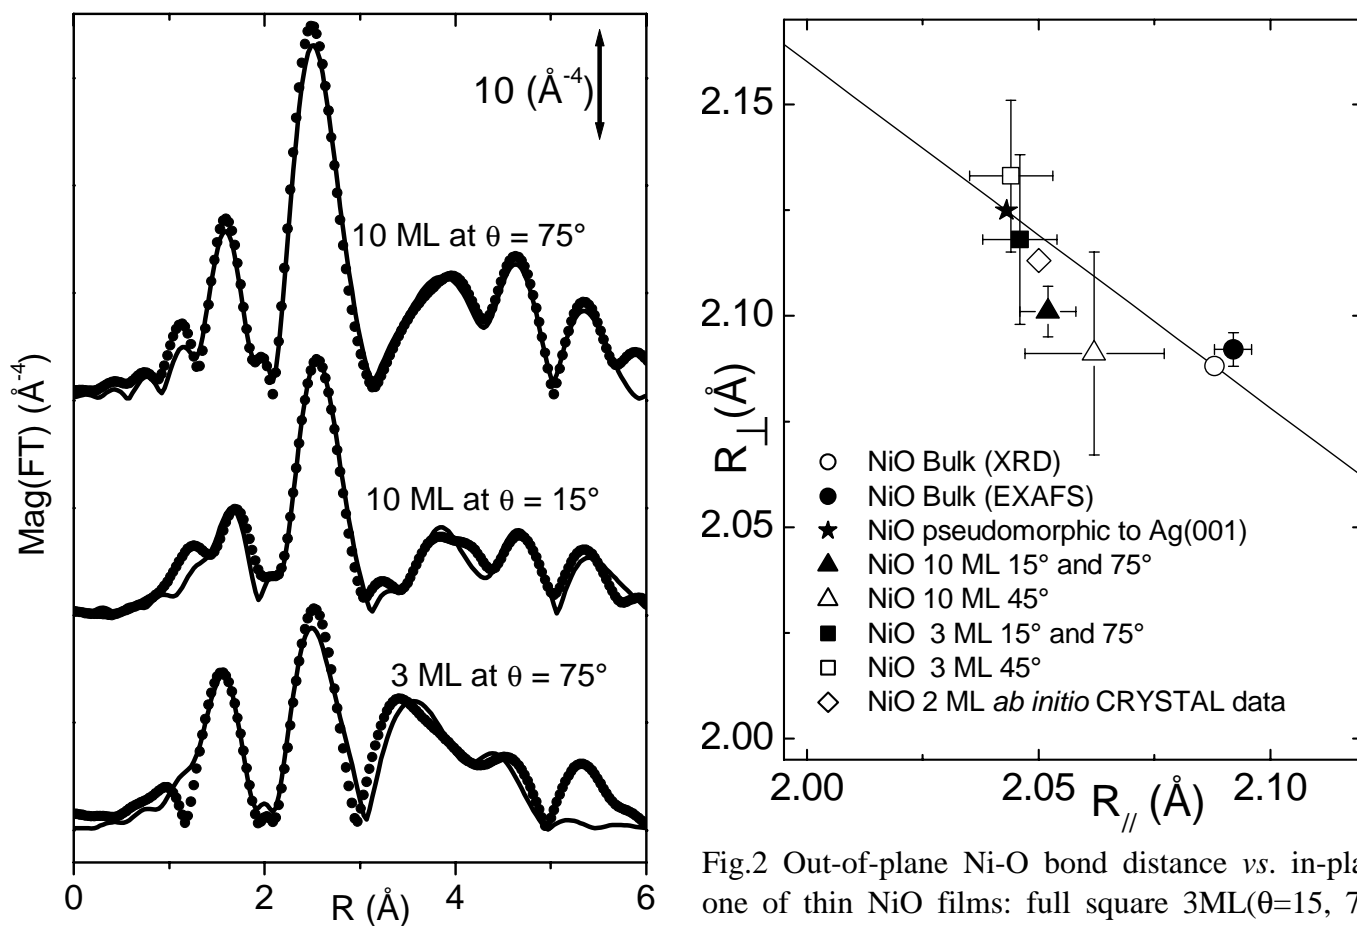 10 (Å⁻⁴)
10 ML at θ = 75°
10 ML at θ = 15°
3 ML at θ = 75°
Mag(FT) (Å⁻⁴)
0 2 4 6
R (Å)
2.15
2.10
2.05
2.00
R⊥ (Å)
NiO Bulk (XRD)
NiO Bulk (EXAFS)
NiO pseudomorphic to Ag(001)
NiO 10 ML 15° and 75°
NiO 10 ML 45°
NiO 3 ML 15° and 75°
NiO 3 ML 45°
NiO 2 ML ab initio CRYSTAL data
2.00 2.05 2.10
R// (Å)
Fig.2 Out-of-plane Ni-O bond distance vs. in-pla
one of thin NiO films: full square 3ML(θ=15, 7